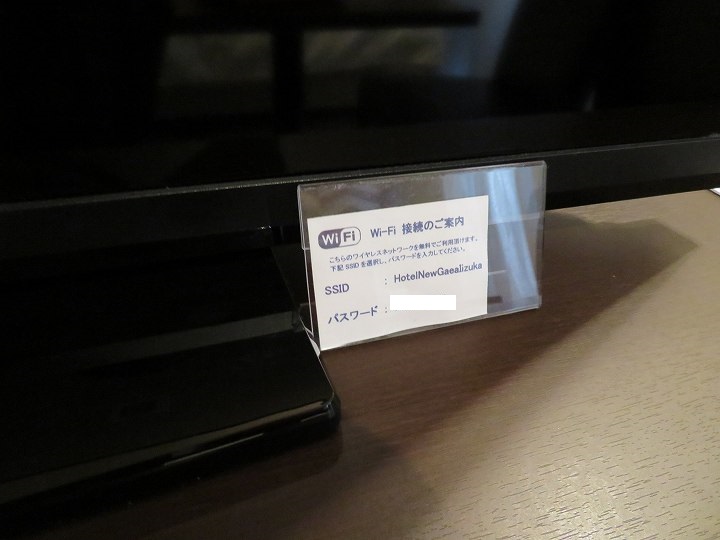 WiFi Wi-Fi 接続のご案内
こちらのワイヤレスネットワークを無料でご利用頂けます。
下記 SSID を選択し、パスワードを入力してください。
SSID : HotelNewGaeaIizuka
パスワード :